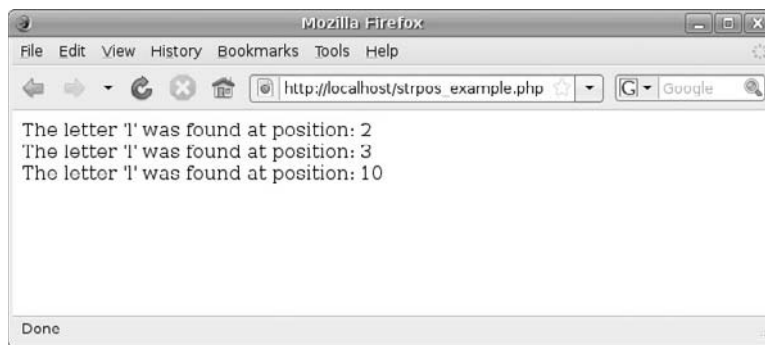 Mozilla Firefox
File Edit View History Bookmarks Tools Help
http://localhost/strpos_example.php G Google
The letter 'l' was found at position: 2
The letter 'l' was found at position: 3
The letter 'l' was found at position: 10
Done